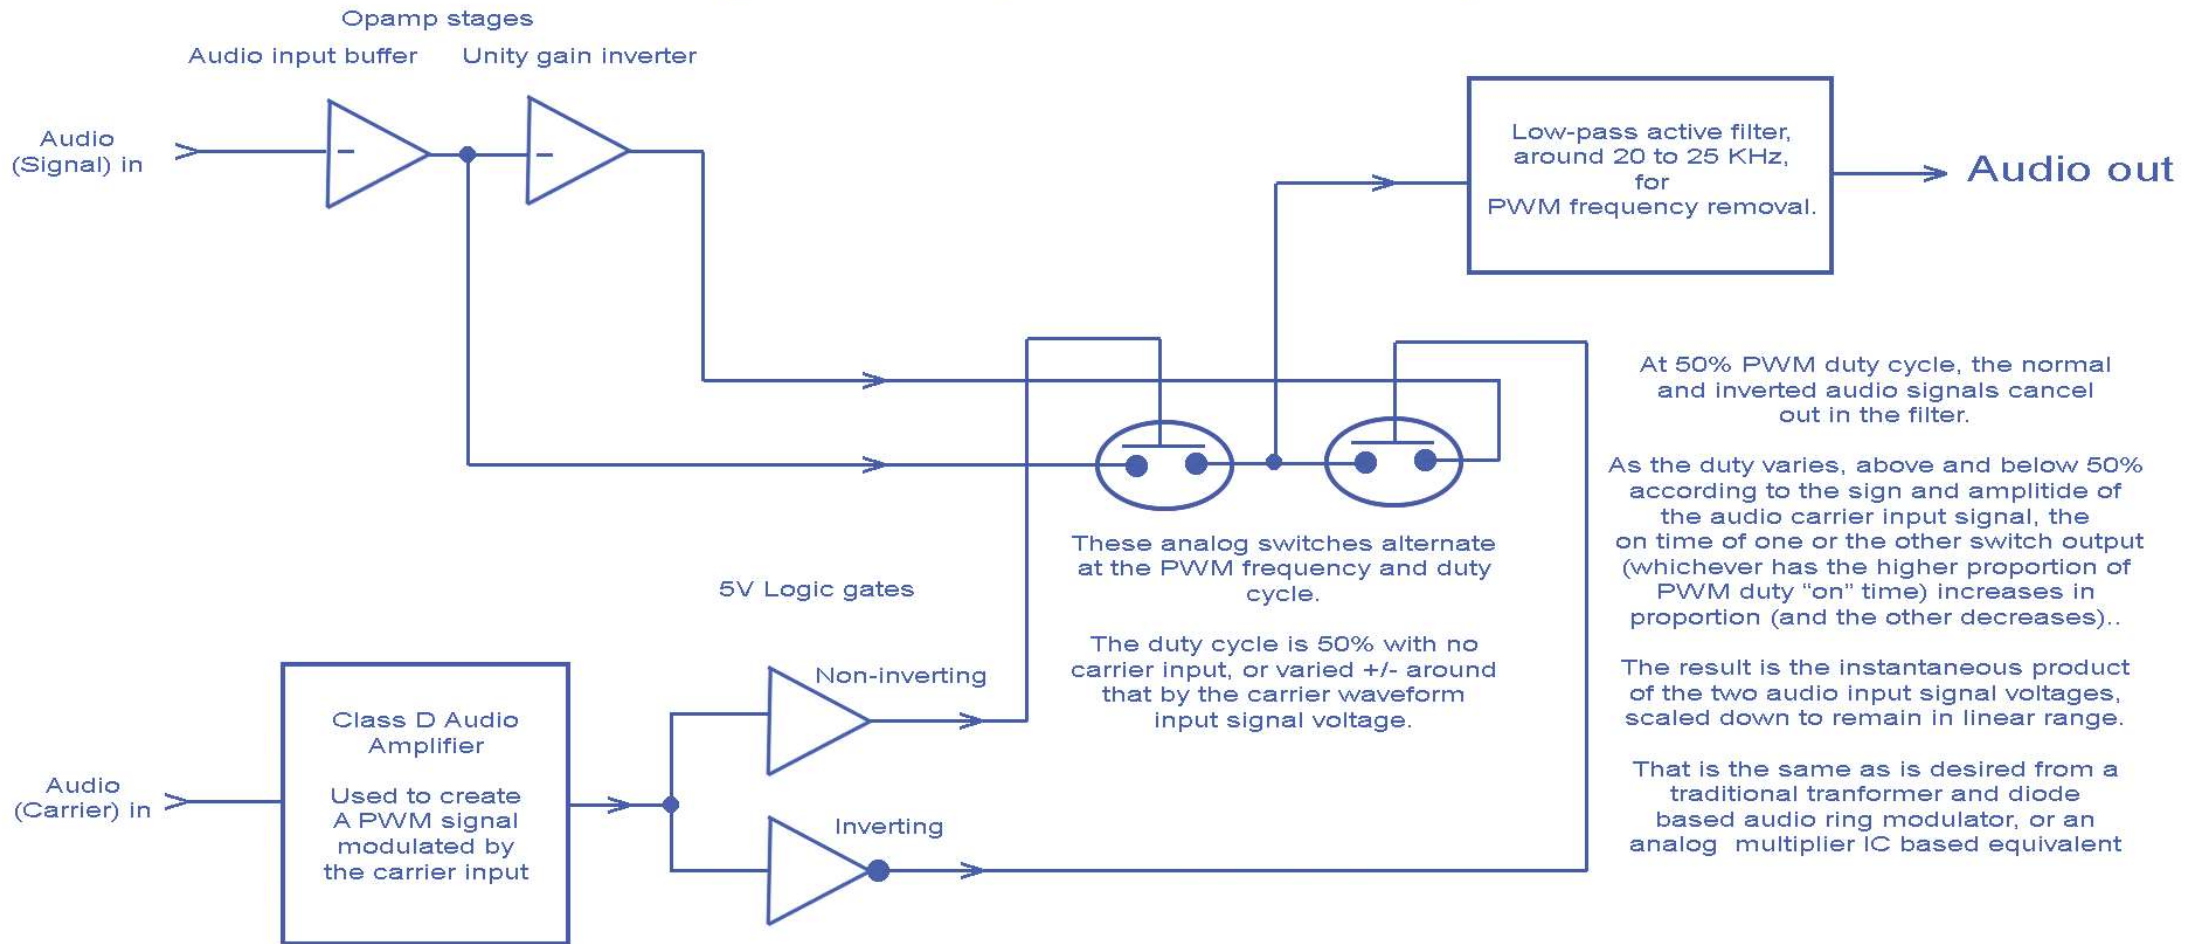 Opamp stages
Audio input buffer
Unity gain inverter
Audio
(Signal) in
Low-pass active filter,
around 20 to 25 KHz,
for
PWM frequency removal.
Audio out
At 50% PWM duty cycle, the normal
and inverted audio signals cancel
out in the filter.
As the duty varies, above and below 50%
according to the sign and amplitide of
the audio carrier input signal, the
on time of one or the other switch output
(whichever has the higher proportion of
PWM duty “on” time) increases in
proportion (and the other decreases)..
The result is the instantaneous product
of the two audio input signal voltages,
scaled down to remain in linear range.
That is the same as is desired from a
traditional tranformer and diode
based audio ring modulator, or an
analog multiplier IC based equivalent
These analog switches alternate
at the PWM frequency and duty
cycle.
The duty cycle is 50% with no
carrier input, or varied +/- around
that by the carrier waveform
input signal voltage.
5V Logic gates
Non-inverting
Inverting
Class D Audio
Amplifier
Used to create
A PWM signal
modulated by
the carrier input
Audio
(Carrier) in